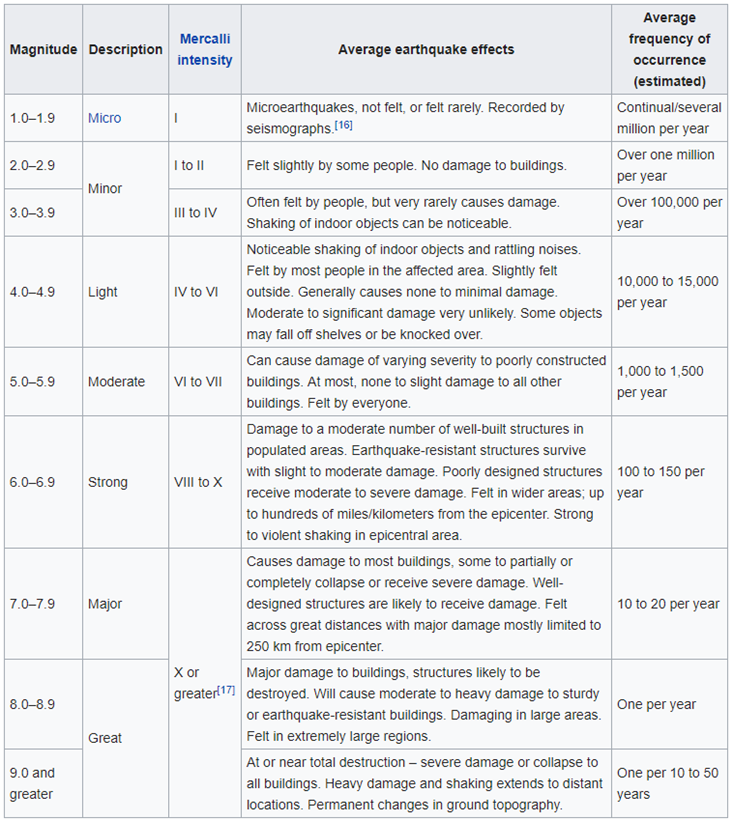 Magnitude
Description
Mercalli
intensity
Average earthquake effects
Average
frequency of
occurrence
(estimated)
1.0–1.9
Micro
I
Microearthquakes, not felt, or felt rarely. Recorded by
seismographs.[16]
Continual/several
million per year
2.0–2.9
Minor
I to II
Felt slightly by some people. No damage to buildings.
Over one million
per year
3.0–3.9
III to IV
Often felt by people, but very rarely causes damage.
Shaking of indoor objects can be noticeable.
Over 100,000 per
year
4.0–4.9
Light
IV to VI
Noticeable shaking of indoor objects and rattling noises.
Felt by most people in the affected area. Slightly felt
outside. Generally causes none to minimal damage.
Moderate to significant damage very unlikely. Some objects
may fall off shelves or be knocked over.
10,000 to 15,000
per year
5.0–5.9
Moderate
VI to VII
Can cause damage of varying severity to poorly constructed
buildings. At most, none to slight damage to all other
buildings. Felt by everyone.
1,000 to 1,500
per year
6.0–6.9
Strong
VIII to X
Damage to a moderate number of well-built structures in
populated areas. Earthquake-resistant structures survive
with slight to moderate damage. Poorly designed structures
receive moderate to severe damage. Felt in wider areas; up
to hundreds of miles/kilometers from the epicenter. Strong
to violent shaking in epicentral area.
100 to 150 per
year
7.0–7.9
Major
X or
greater[17]
Causes damage to most buildings, some to partially or
completely collapse or receive severe damage. Well-
designed structures are likely to receive damage. Felt
across great distances with major damage mostly limited to
250 km from epicenter.
10 to 20 per year
8.0–8.9
Great
Major damage to buildings, structures likely to be
destroyed. Will cause moderate to heavy damage to sturdy
or earthquake-resistant buildings. Damaging in large areas.
Felt in extremely large regions.
One per year
9.0 and
greater
At or near total destruction – severe damage or collapse to
all buildings. Heavy damage and shaking extends to distant
locations. Permanent changes in ground topography.
One per 10 to 50
years